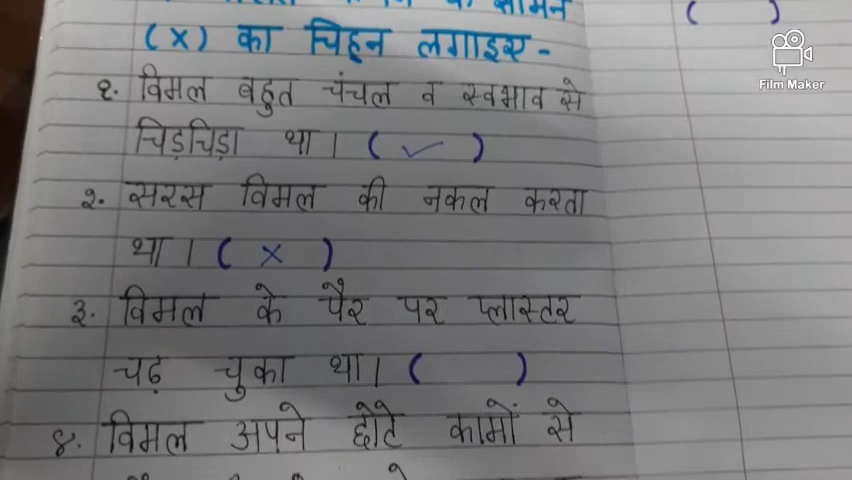 ( )
(x) का चिह्न लगाइए -
Film Maker
१. विमल बहुत चंचल व स्वभाव से
चिड़चिड़ा था। ( ✓ )
२. सरस विमल की नकल करता
था। ( x )
३. विमल के पैर पर प्लास्टर
चढ़ चुका था। ( )
४. विमल अपने छोटे कामों से